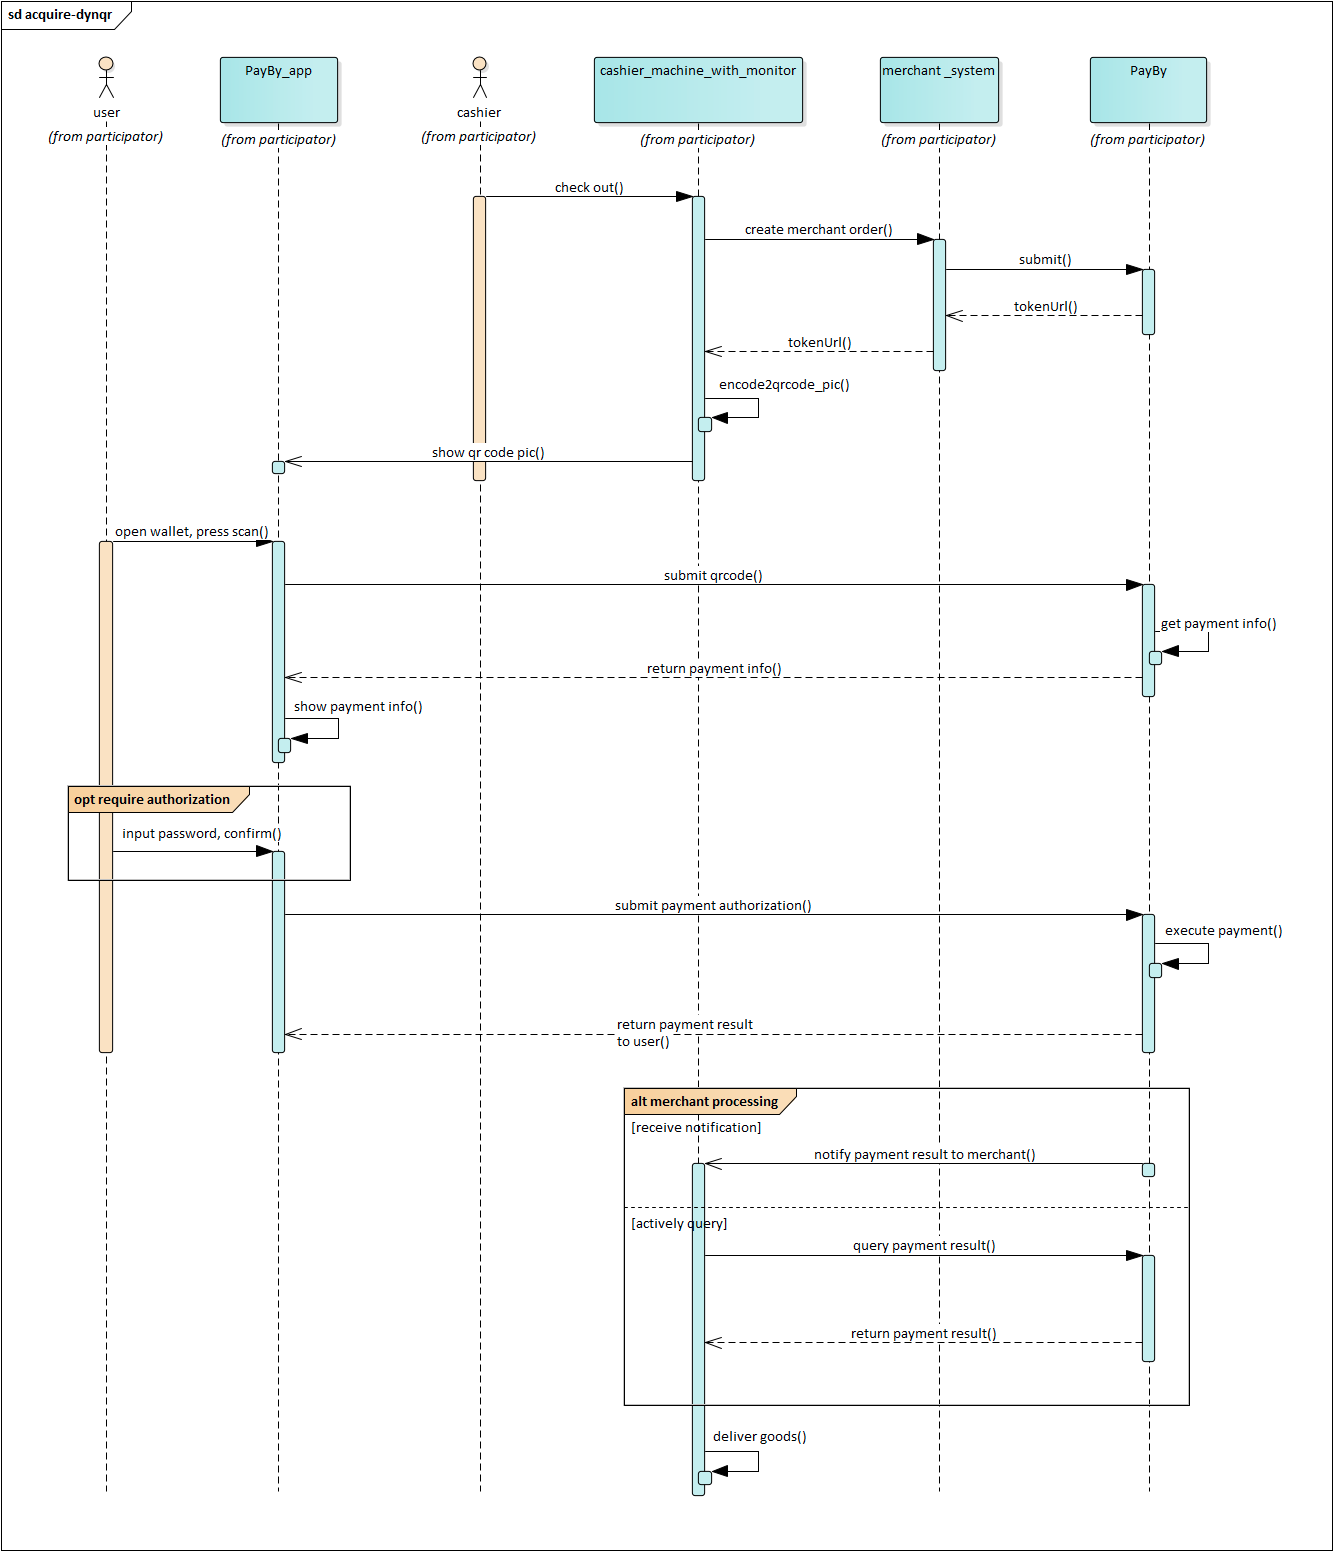 sd acquire-dynqr
user
(from participator)
PayBy_app
(from participator)
cashier
(from participator)
cashier_machine_with_monitor
(from participator)
merchant _system
(from participator)
PayBy
(from participator)
check out()
create merchant order()
submit()
tokenUrl()
tokenUrl()
encode2qrcode_pic()
show qr code pic()
open wallet, press scan()
submit qrcode()
get payment info()
return payment info()
show payment info()
opt require authorization
input password, confirm()
submit payment authorization()
execute payment()
return payment result
to user()
alt merchant processing
[receive notification]
notify payment result to merchant()
[actively query]
query payment result()
return payment result()
deliver goods()